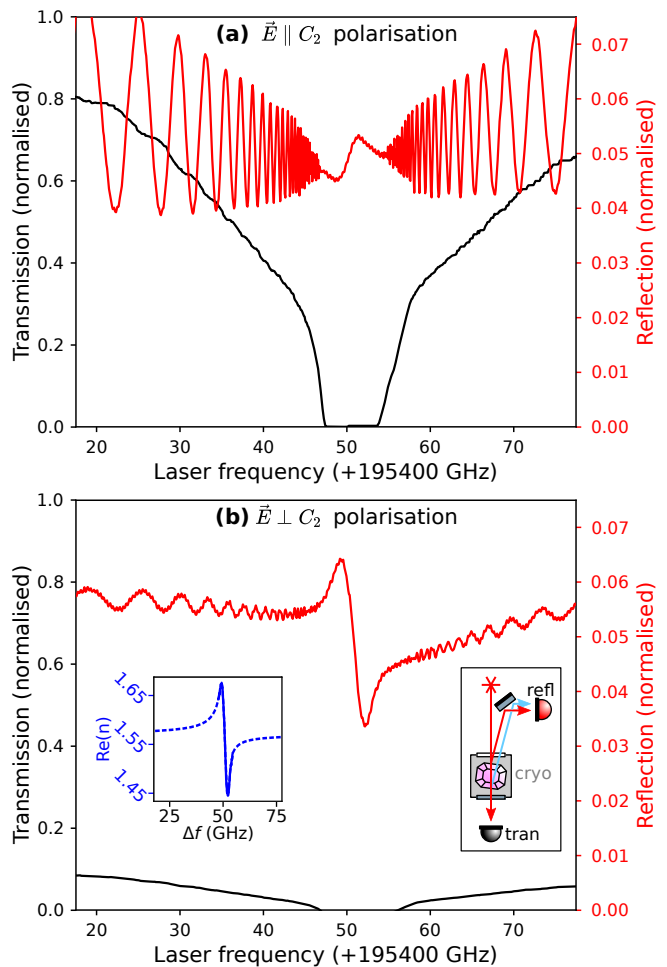 (a) E⃗ ∥ C₂ polarisation
Transmission (normalised)
1.0
0.8
0.6
0.4
0.2
0.0
Reflection (normalised)
0.07
0.06
0.05
0.04
0.03
0.02
0.01
0.00
20 30 40 50 60 70
Laser frequency (+195400 GHz)
(b) E⃗ ⊥ C₂ polarisation
Transmission (normalised)
1.0
0.8
0.6
0.4
0.2
0.0
Reflection (normalised)
0.07
0.06
0.05
0.04
0.03
0.02
0.01
0.00
Re(n)
1.65
1.55
1.45
25 50 75
Δf (GHz)
refl
cryo
tran
20 30 40 50 60 70
Laser frequency (+195400 GHz)